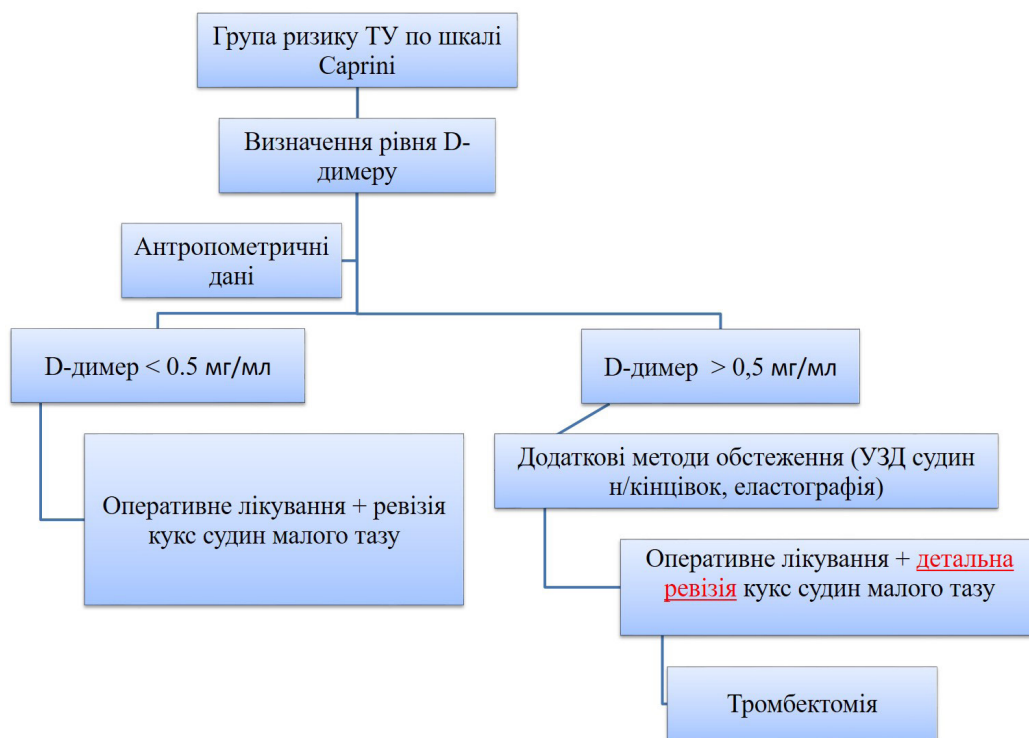 Група ризику ТУ по шкалі
Caprini
Визначення рівня D-
димеру
Антропометричні
дані
D-димер < 0.5 мг/мл
D-димер > 0,5 мг/мл
Оперативне лікування + ревізія
кукс судин малого тазу
Додаткові методи обстеження (УЗД судин
н/кінцівок, еластографія)
Оперативне лікування + детальна
ревізія кукс судин малого тазу
Тромбектомія